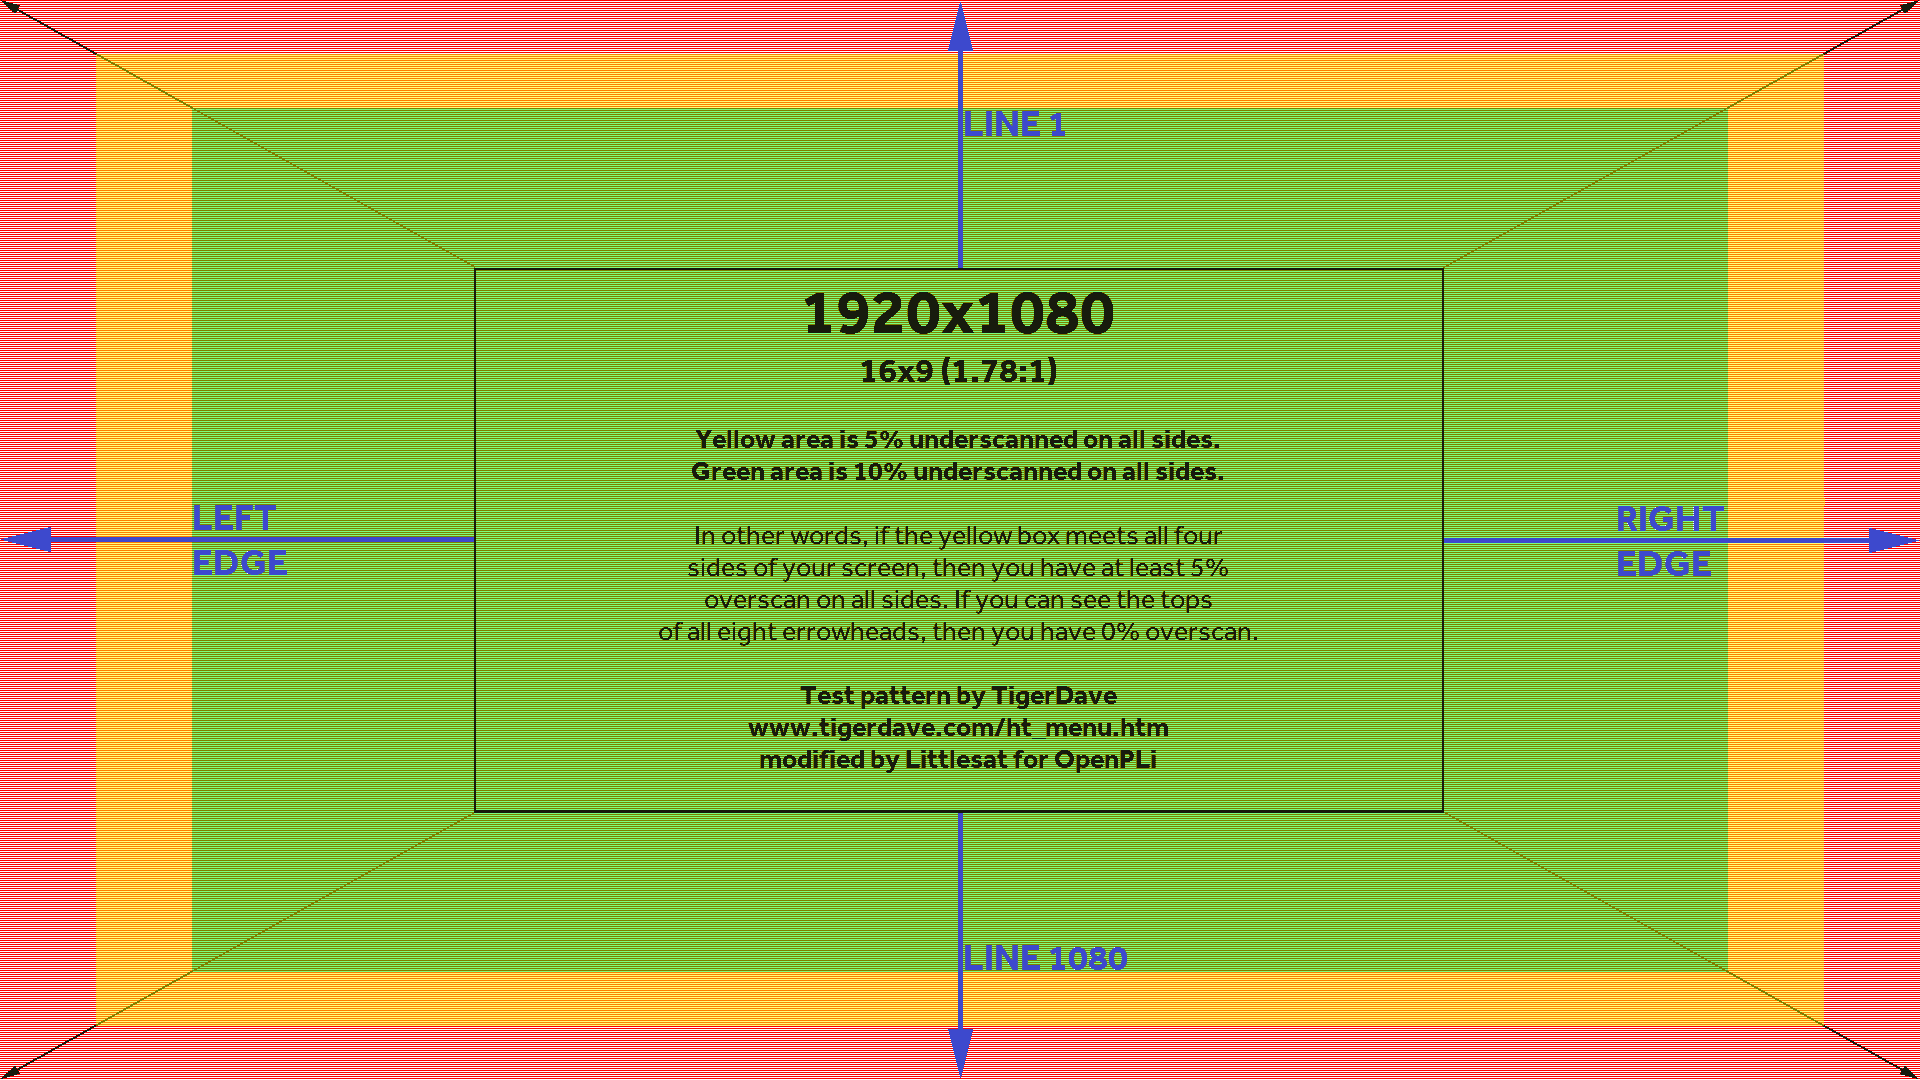 LINE 1
1920x1080
16x9 (1.78:1)
Yellow area is 5% underscanned on all sides.
Green area is 10% underscanned on all sides.
LEFT
EDGE
RIGHT
EDGE
In other words, if the yellow box meets all four
sides of your screen, then you have at least 5%
overscan on all sides. If you can see the tops
of all eight errowheads, then you have 0% overscan.
Test pattern by TigerDave
www.tigerdave.com/ht_menu.htm
modified by Littlesat for OpenPLi
LINE 1080